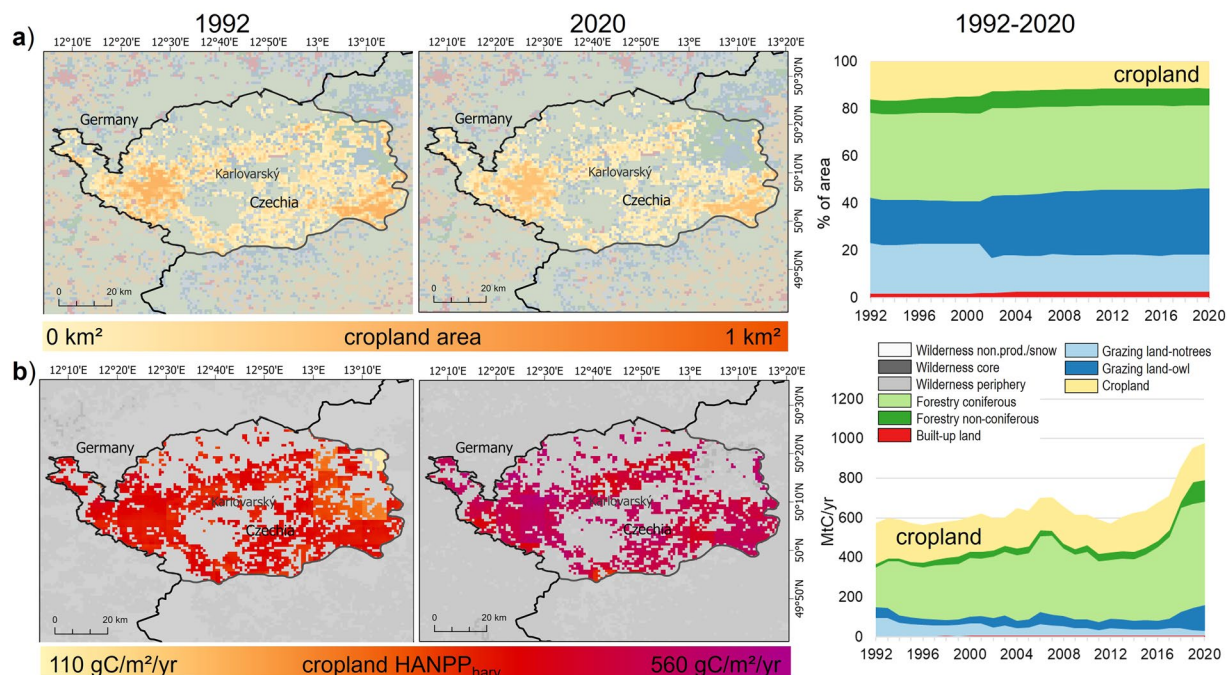 1992
2020
1992-2020
a)
12°10'E 12°20'E 12°30'E 12°40'E 12°50'E 13°E 13°10'E
12°10'E 12°20'E 12°30'E 12°40'E 12°50'E 13°E 13°10'E 13°20'E
Germany
Karlovarský
Czechia
0 20 km
Germany
Karlovarský
Czechia
0 20 km
50°30'N
50°20'N
50°10'N
50°N
49°50'N
0 km² cropland area 1 km²
% of area
100
80
60
40
20
0
cropland
1992 1996 2000 2004 2008 2012 2016 2020
b)
12°10'E 12°20'E 12°30'E 12°40'E 12°50'E 13°E 13°10'E
12°10'E 12°20'E 12°30'E 12°40'E 12°50'E 13°E 13°10'E 13°20'E
Germany
Karlovarský
Czechia
0 20 km
Germany
Karlovarský
Czechia
0 20 km
50°30'N
50°20'N
50°10'N
50°N
49°50'N
110 gC/m²/yr cropland HANPPharv 560 gC/m²/yr
Wilderness non.prod./snow
Wilderness core
Wilderness periphery
Forestry coniferous
Forestry non-coniferous
Built-up land
Grazing land-notrees
Grazing land-owl
Cropland
MtC/yr
1200
1000
800
600
400
200
0
cropland
1992 1996 2000 2004 2008 2012 2016 2020